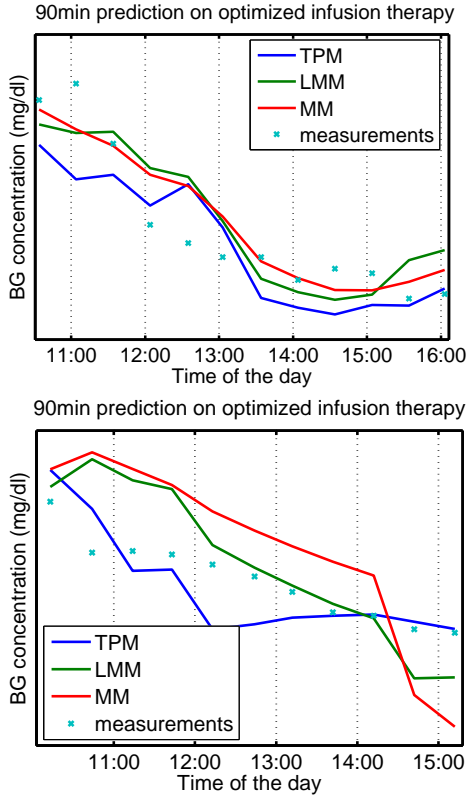 90min prediction on optimized infusion therapy
TPM
LMM
MM
measurements
BG concentration (mg/dl)
11:00 12:00 13:00 14:00 15:00 16:00
Time of the day
90min prediction on optimized infusion therapy
BG concentration (mg/dl)
TPM
LMM
MM
measurements
11:00 12:00 13:00 14:00 15:00
Time of the day